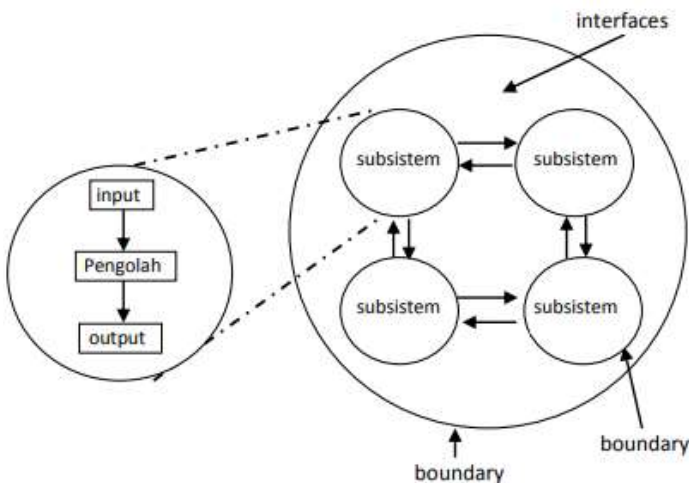 interfaces
subsistem
subsistem
input
Pengolah
output
subsistem
subsistem
boundary
boundary